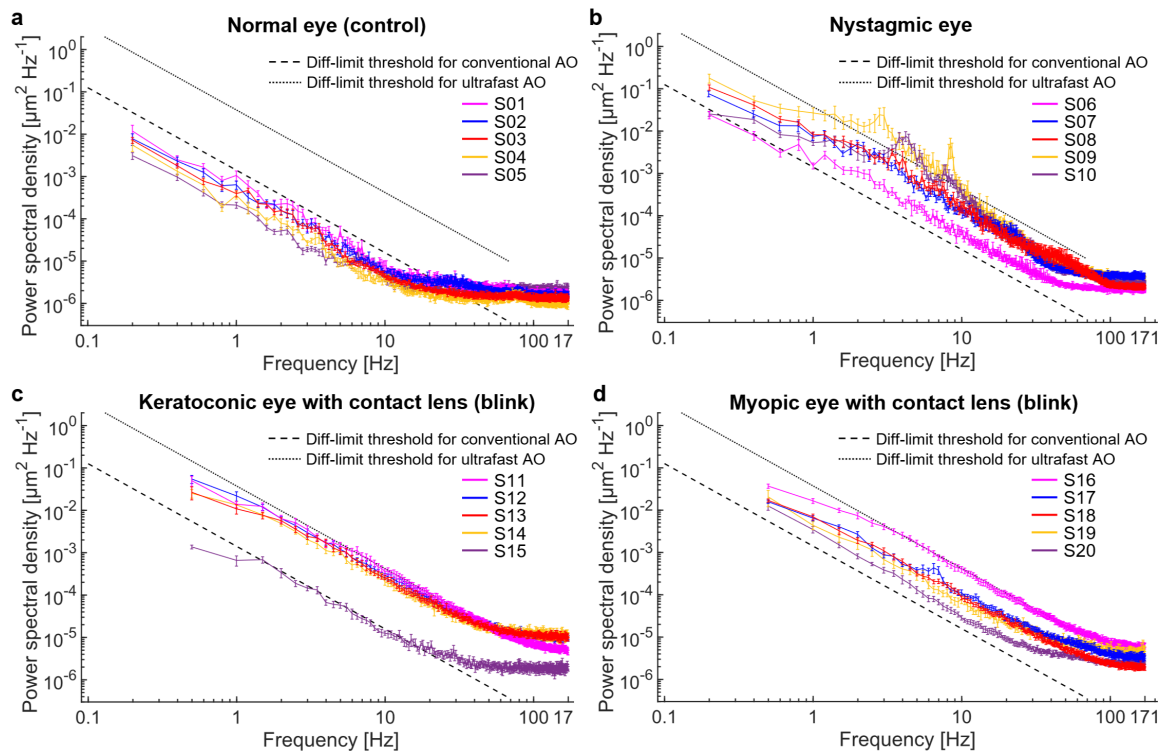 a
Normal eye (control)
Power spectral density [µm² Hz⁻¹]
10⁰
10⁻¹
10⁻²
10⁻³
10⁻⁴
10⁻⁵
10⁻⁶
Diff-limit threshold for conventional AO
Diff-limit threshold for ultrafast AO
S01
S02
S03
S04
S05
0.1 1 10 100 17
Frequency [Hz]
b
Nystagmic eye
Power spectral density [µm² Hz⁻¹]
10⁰
10⁻¹
10⁻²
10⁻³
10⁻⁴
10⁻⁵
10⁻⁶
Diff-limit threshold for conventional AO
Diff-limit threshold for ultrafast AO
S06
S07
S08
S09
S10
0.1 1 10 100 171
Frequency [Hz]
c
Keratoconic eye with contact lens (blink)
Power spectral density [µm² Hz⁻¹]
10⁰
10⁻¹
10⁻²
10⁻³
10⁻⁴
10⁻⁵
10⁻⁶
Diff-limit threshold for conventional AO
Diff-limit threshold for ultrafast AO
S11
S12
S13
S14
S15
0.1 1 10 100 17
Frequency [Hz]
d
Myopic eye with contact lens (blink)
Power spectral density [µm² Hz⁻¹]
10⁰
10⁻¹
10⁻²
10⁻³
10⁻⁴
10⁻⁵
10⁻⁶
Diff-limit threshold for conventional AO
Diff-limit threshold for ultrafast AO
S16
S17
S18
S19
S20
0.1 1 10 100 171
Frequency [Hz]